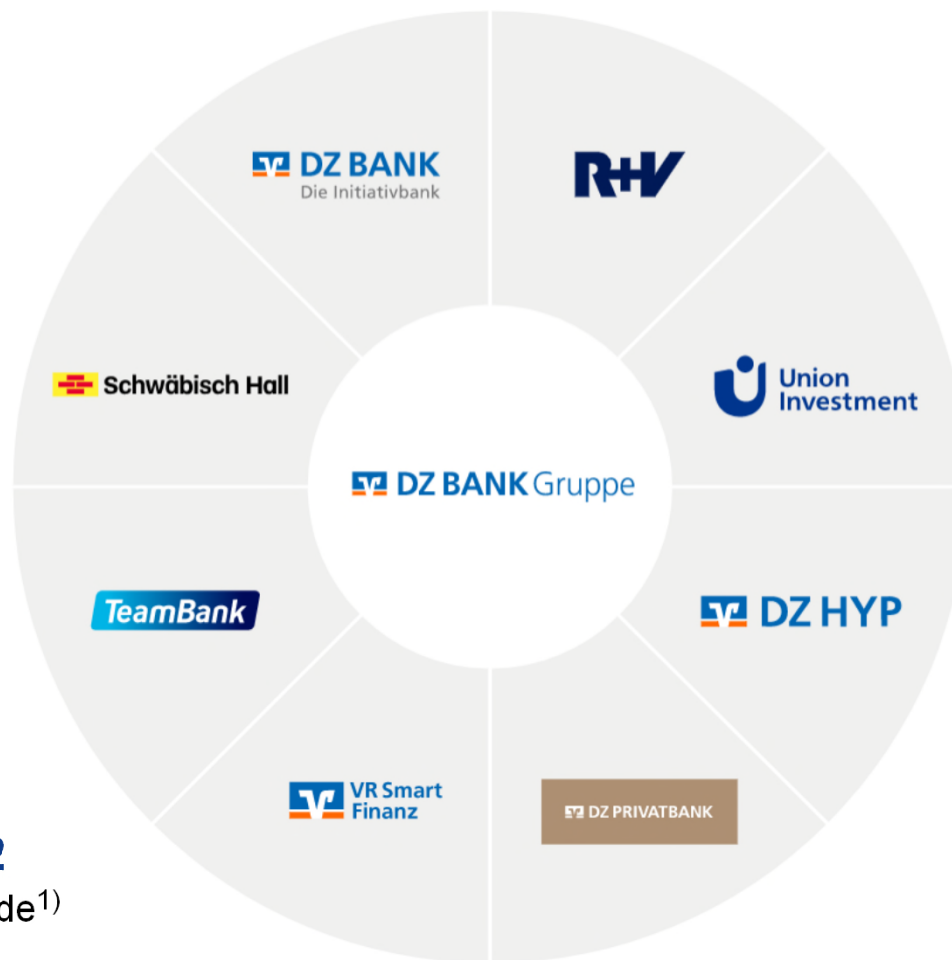 DZ BANK
Die Initiativbank
R+V
Schwäbisch Hall
Union
Investment
DZ BANK Gruppe
TeamBank
DZ HYP
VR Smart
Finanz
DZ PRIVATBANK
de1)